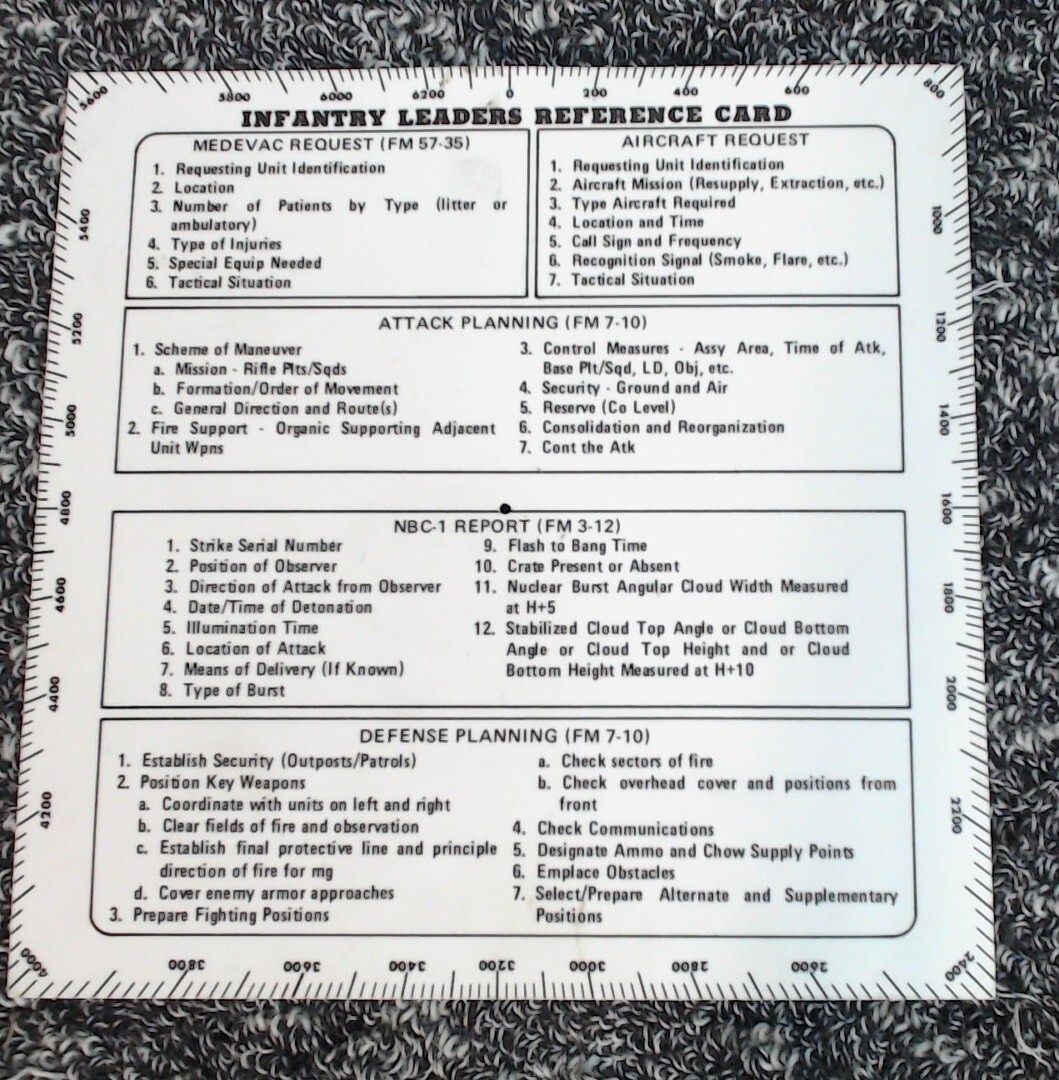 5600 5800 6000 6200 0 200 400 600 800
INFANTRY LEADERS REFERENCE CARD
MEDEVAC REQUEST (FM 57-35)
1. Requesting Unit Identification
2. Location
3. Number of Patients by Type (litter or
ambulatory)
4. Type of Injuries
5. Special Equip Needed
6. Tactical Situation
AIRCRAFT REQUEST
1. Requesting Unit Identification
2. Aircraft Mission (Resupply, Extraction, etc.)
3. Type Aircraft Required
4. Location and Time
5. Call Sign and Frequency
6. Recognition Signal (Smoke, Flare, etc.)
7. Tactical Situation
ATTACK PLANNING (FM 7-10)
1. Scheme of Maneuver
a. Mission - Rifle Plts/Sqds
b. Formation/Order of Movement
c. General Direction and Route(s)
2. Fire Support - Organic Supporting Adjacent
Unit Wpns
3. Control Measures - Assy Area, Time of Atk,
Base Plt/Sqd, LD, Obj, etc.
4. Security - Ground and Air
5. Reserve (Co Level)
6. Consolidation and Reorganization
7. Cont the Atk
NBC-1 REPORT (FM 3-12)
1. Strike Serial Number
2. Position of Observer
3. Direction of Attack from Observer
4. Date/Time of Detonation
5. Illumination Time
6. Location of Attack
7. Means of Delivery (If Known)
8. Type of Burst
9. Flash to Bang Time
10. Crate Present or Absent
11. Nuclear Burst Angular Cloud Width Measured
at H+5
12. Stabilized Cloud Top Angle or Cloud Bottom
Angle or Cloud Top Height and or Cloud
Bottom Height Measured at H+10
DEFENSE PLANNING (FM 7-10)
1. Establish Security (Outposts/Patrols)
2. Position Key Weapons
a. Coordinate with units on left and right
b. Clear fields of fire and observation
c. Establish final protective line and principle
direction of fire for mg
d. Cover enemy armor approaches
3. Prepare Fighting Positions
a. Check sectors of fire
b. Check overhead cover and positions from
front
4. Check Communications
5. Designate Ammo and Chow Supply Points
6. Emplace Obstacles
7. Select/Prepare Alternate and Supplementary
Positions
1000
1200
1400
1600
1800
2000
2200
2400
2600
2800
3000
3200
3400
3600
3800
4000
4200
4400
4600
4800
5000
5200
5400